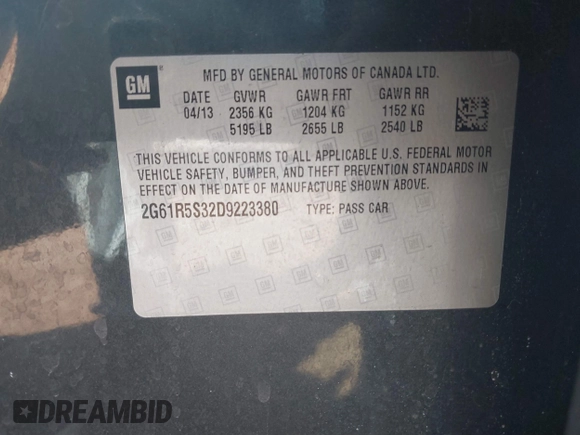 GM
MFD BY GENERAL MOTORS OF CANADA LTD.
DATE GVWR GAWR FRT GAWR RR
04/13 2356 KG 1204 KG 1152 KG
5195 LB 2655 LB 2540 LB
THIS VEHICLE CONFORMS TO ALL APPLICABLE U.S. FEDERAL MOTOR
VEHICLE SAFETY, BUMPER, AND THEFT PREVENTION STANDARDS IN
EFFECT ON THE DATE OF MANUFACTURE SHOWN ABOVE.
2G61R5S32D9223380 TYPE: PASS CAR
DREAMBID